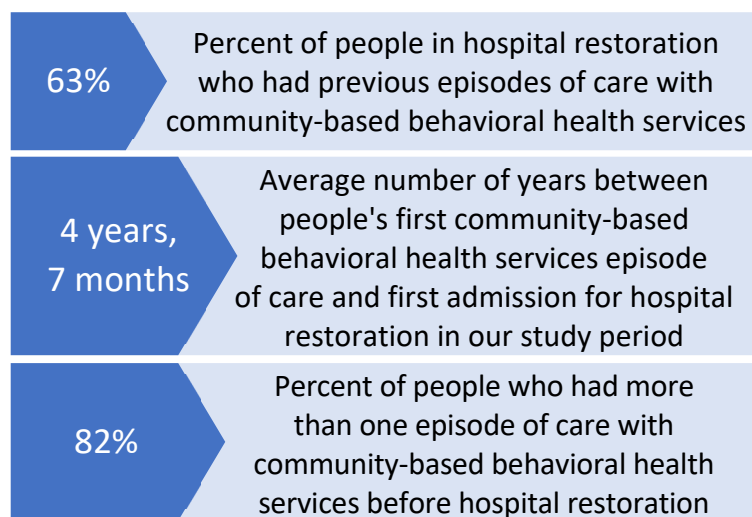 63%
Percent of people in hospital restoration
who had previous episodes of care with
community-based behavioral health services
4 years,
7 months
Average number of years between
people's first community-based
behavioral health services episode
of care and first admission for hospital
restoration in our study period
82%
Percent of people who had more
than one episode of care with
community-based behavioral health
services before hospital restoration